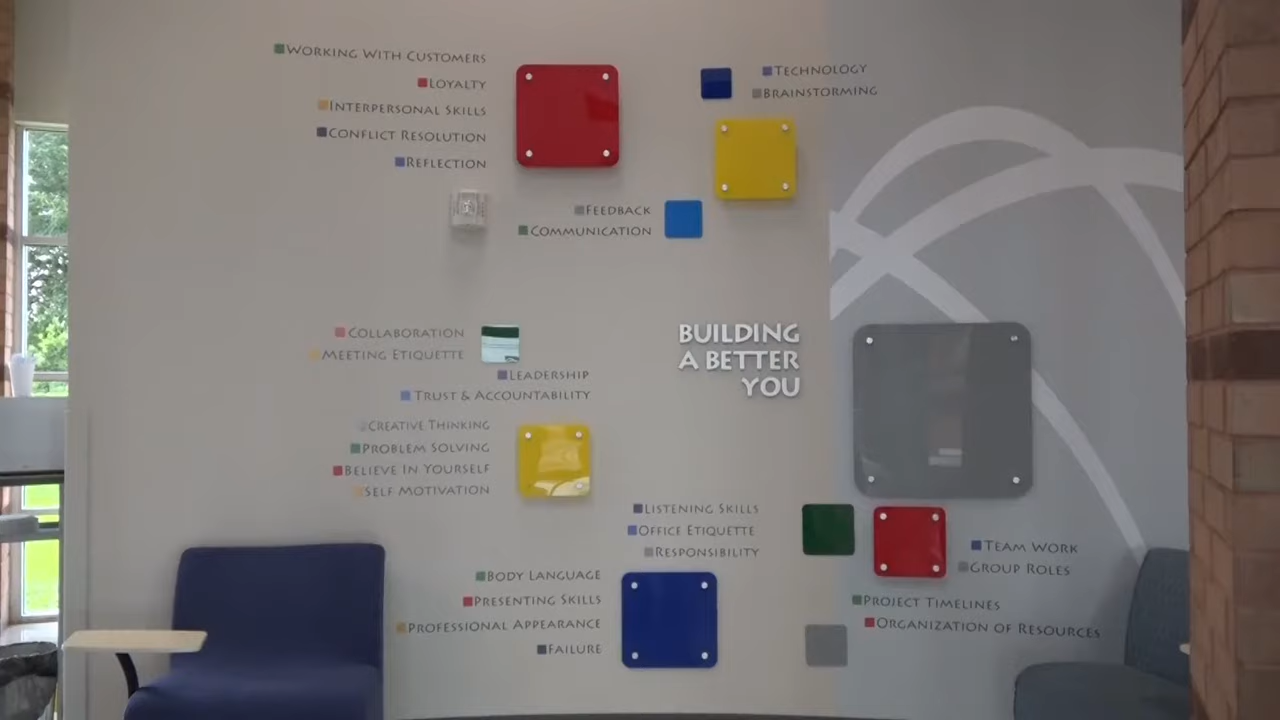 WORKING WITH CUSTOMERS
LOYALTY
INTERPERSONAL SKILLS
CONFLICT RESOLUTION
REFLECTION
TECHNOLOGY
BRAINSTORMING
FEEDBACK
COMMUNICATION
COLLABORATION
MEETING ETIQUETTE
LEADERSHIP
TRUST & ACCOUNTABILITY
BUILDING
A BETTER
YOU
CREATIVE THINKING
PROBLEM SOLVING
BELIEVE IN YOURSELF
SELF MOTIVATION
LISTENING SKILLS
OFFICE ETIQUETTE
RESPONSIBILITY
TEAM WORK
GROUP ROLES
BODY LANGUAGE
PRESENTING SKILLS
PROFESSIONAL APPEARANCE
FAILURE
PROJECT TIMELINES
ORGANIZATION OF RESOURCES